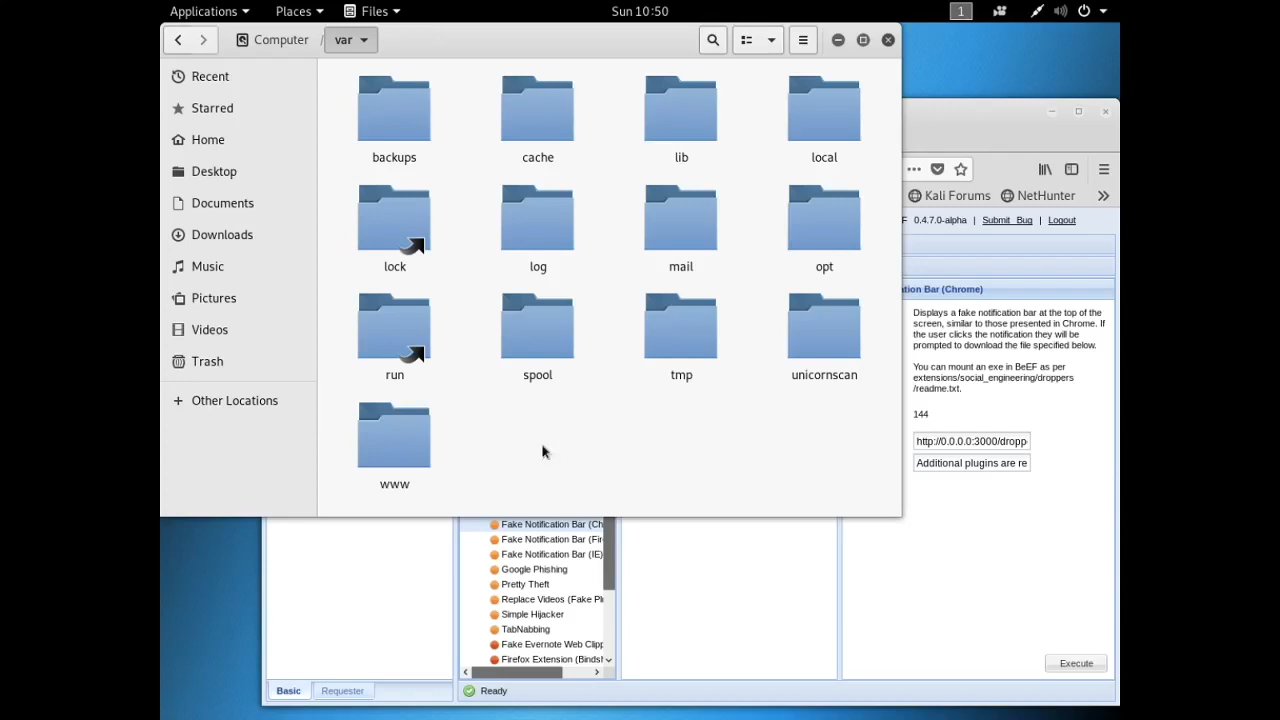 Applications Places Files Sun 10:50 1
Computer / var
Recent
Starred
Home
Desktop
Documents
Downloads
Music
Pictures
Videos
Trash
+ Other Locations
backups cache lib local
lock log mail opt
run spool tmp unicornscan
www
Kali Forums NetHunter
F 0.4.7.0-alpha | Submit Bug | Logout
ation Bar (Chrome)
Displays a fake notification bar at the top of the
screen, similar to those presented in Chrome. If
the user clicks the notification they will be
prompted to download the file specified below.
You can mount an exe in BeEF as per
extensions/social_engineering/droppers
/readme.txt.
144
http://0.0.0.0:3000/dropp
Additional plugins are re
Fake Notification Bar (Ch
Fake Notification Bar (Fir
Fake Notification Bar (IE)
Google Phishing
Pretty Theft
Replace Videos (Fake Pl
Simple Hijacker
TabNabbing
Fake Evernote Web Clipp
Firefox Extension (Bindsh
Execute
Basic Requester Ready